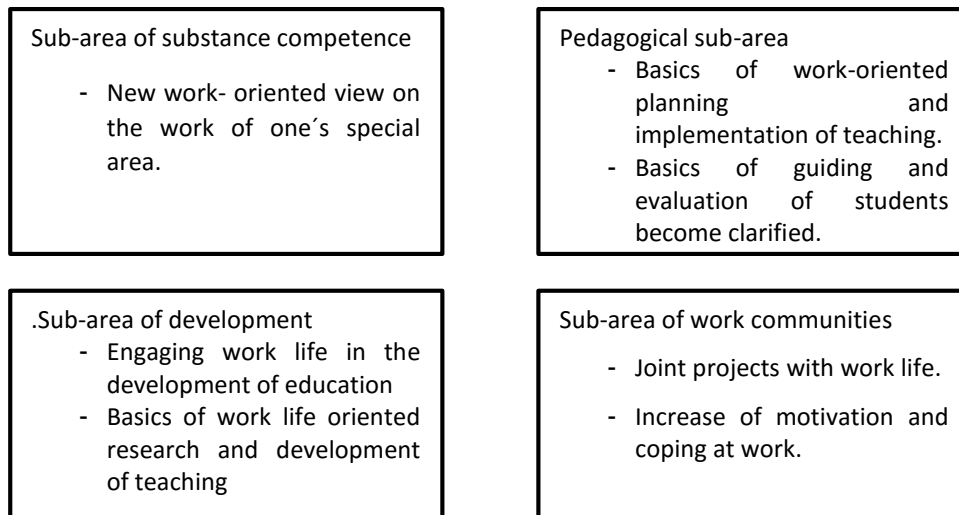 Sub-area of substance competence
- New work- oriented view on
the work of one´s special
area.
Pedagogical sub-area
- Basics of work-oriented
planning and
implementation of teaching.
- Basics of guiding and
evaluation of students
become clarified.
.Sub-area of development
- Engaging work life in the
development of education
- Basics of work life oriented
research and development
of teaching
Sub-area of work communities
- Joint projects with work life.
- Increase of motivation and
coping at work.